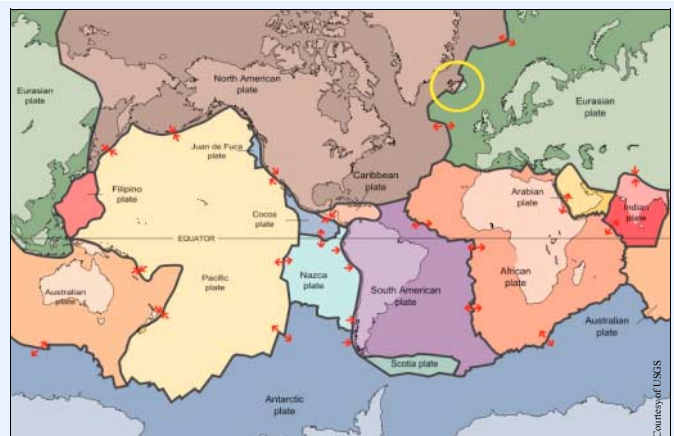 North American
plate
Eurasian
plate
Eurasian
plate
Juan de Fuca
plate
Caribbean
plate
Filipino
plate
Arabian
plate
Indian
plate
Cocos
plate
EQUATOR
Pacific
plate
Nazca
plate
South American
plate
African
plate
Australian
plate
Australian
plate
Scotia plate
Antarctic
plate
Courtesy of USGS